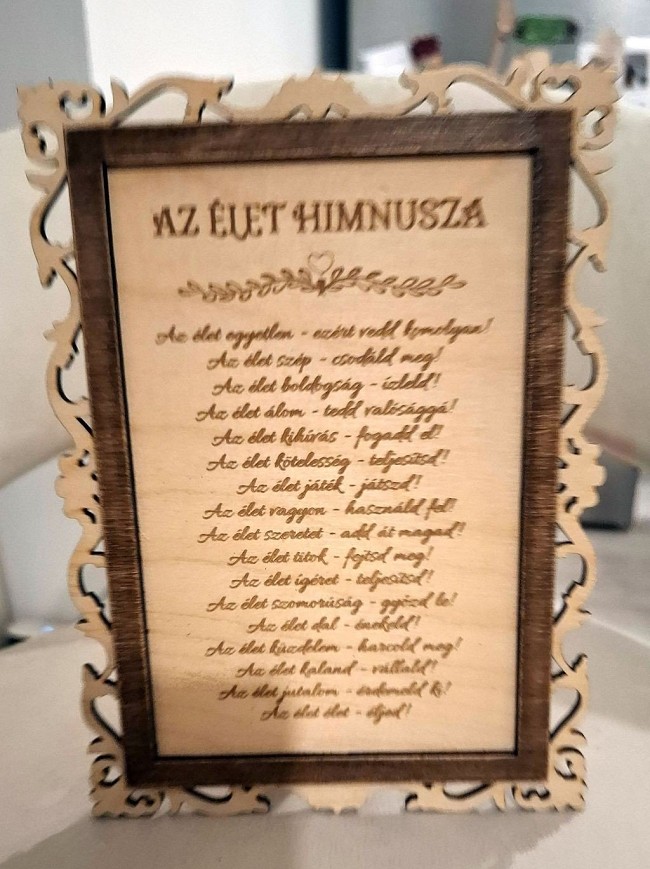 AZ ÉLET HIMNUSZA
Az élet egyetlen - ezért vedd komolyan!
Az élet szép - csodáld meg!
Az élet boldogság - ízleld!
Az élet álom - tedd valósággá!
Az élet kihívás - fogadd el!
Az élet kötelesség - teljesítsd!
Az élet játék - játszd!
Az élet vagyon - használd fel!
Az élet szeretet - add át magad!
Az élet titok - fejtsd meg!
Az élet ígéret - teljesítsd!
Az élet szomorúság - győzd le!
Az élet dal - énekeld!
Az élet küzdelem - harcold meg!
Az élet kaland - vállald!
Az élet jutalom - érdemeld ki!
Az élet élet - éljed!